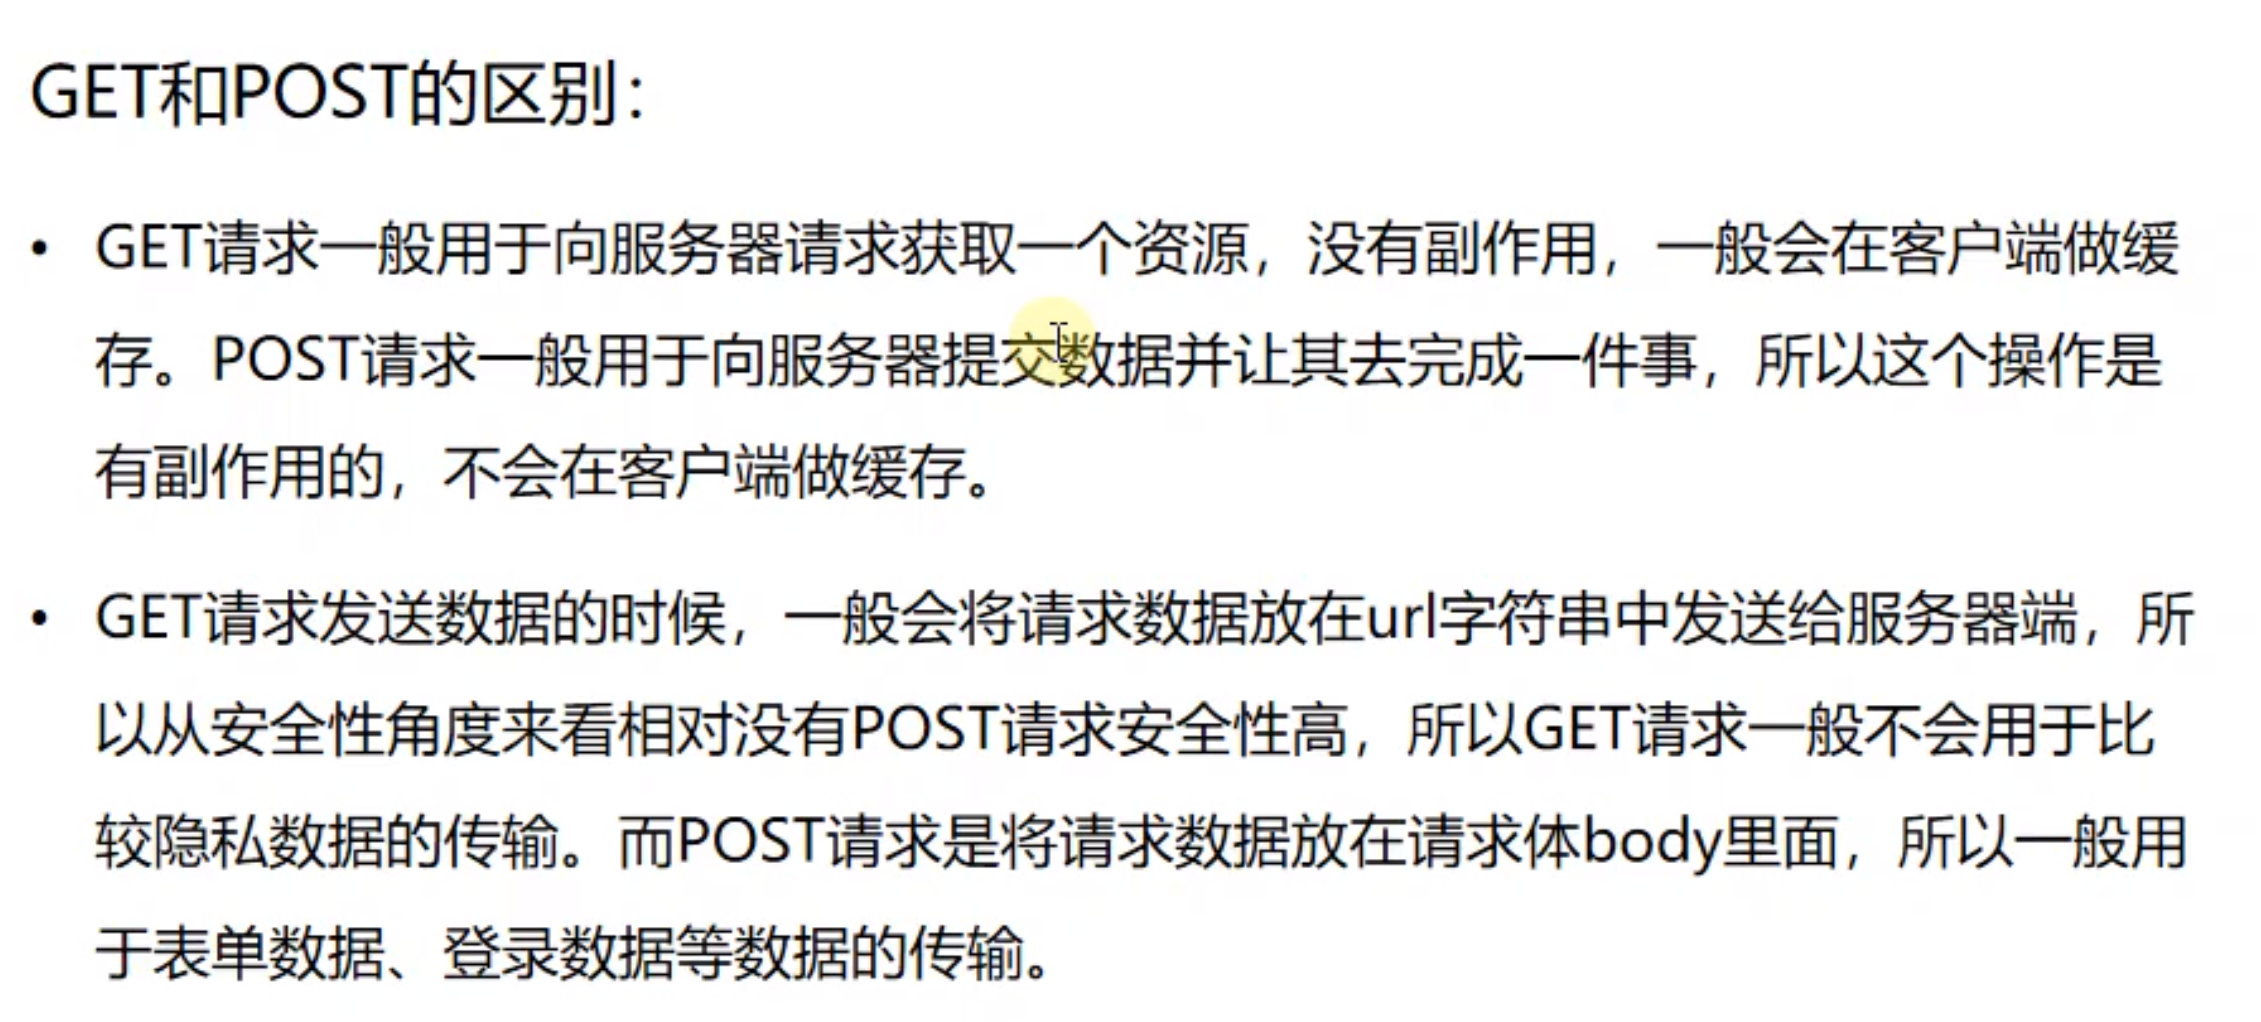 GET和POST的区别：
• GET请求一般用于向服务器请求获取一个资源，没有副作用，一般会在客户端做缓
存。POST请求一般用于向服务器提交数据并让其去完成一件事，所以这个操作是
有副作用的，不会在客户端做缓存。
• GET请求发送数据的时候，一般会将请求数据放在url字符串中发送给服务器端，所
以从安全性角度来看相对没有POST请求安全性高，所以GET请求一般不会用于比
较隐私数据的传输。而POST请求是将请求数据放在请求体body里面，所以一般用
于表单数据、登录数据等数据的传输。